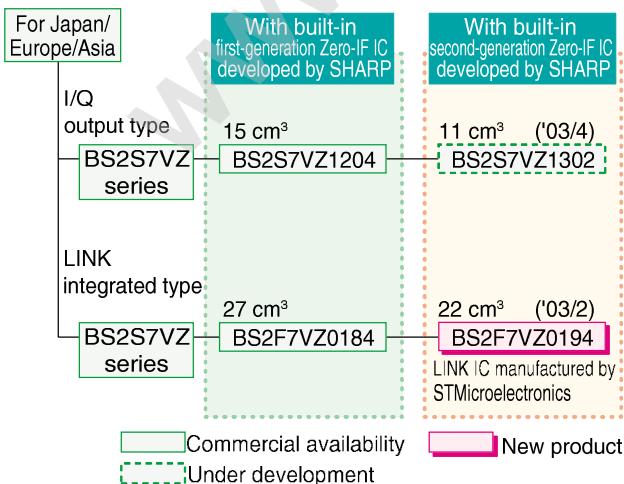 For Japan/
Europe/Asia
With built-in
first-generation Zero-IF IC
developed by SHARP
With built-in
second-generation Zero-IF IC
developed by SHARP
I/Q
output type
15 cm³
11 cm³ ('03/4)
BS2S7VZ
series
BS2S7VZ1204
BS2S7VZ1302
LINK
integrated type
27 cm³
22 cm³ ('03/2)
BS2S7VZ
series
BS2F7VZ0184
BS2F7VZ0194
LINK IC manufactured by
STMicroelectronics
Commercial availability
New product
Under development